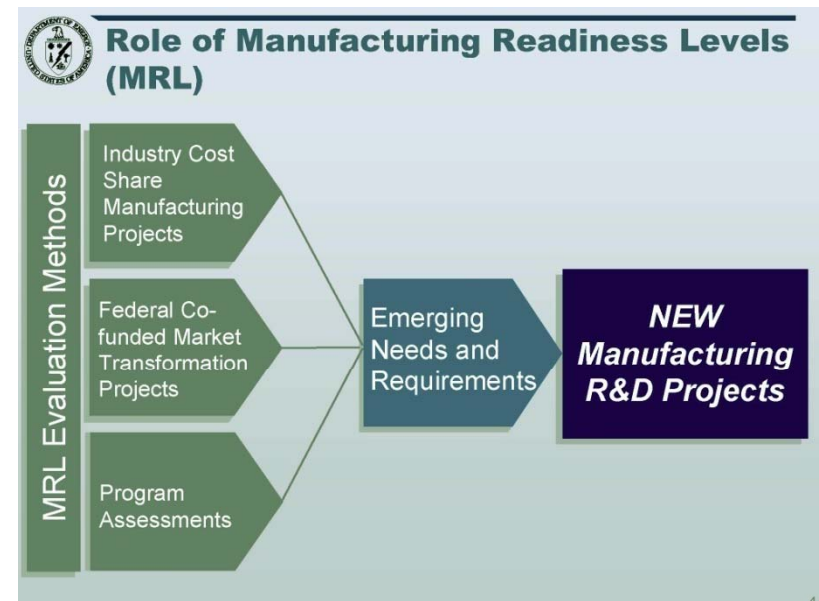 Role of Manufacturing Readiness Levels
(MRL)
MRL Evaluation Methods
Industry Cost
Share
Manufacturing
Projects
Federal Co-
funded Market
Transformation
Projects
Program
Assessments
Emerging
Needs and
Requirements
NEW
Manufacturing
R&D Projects